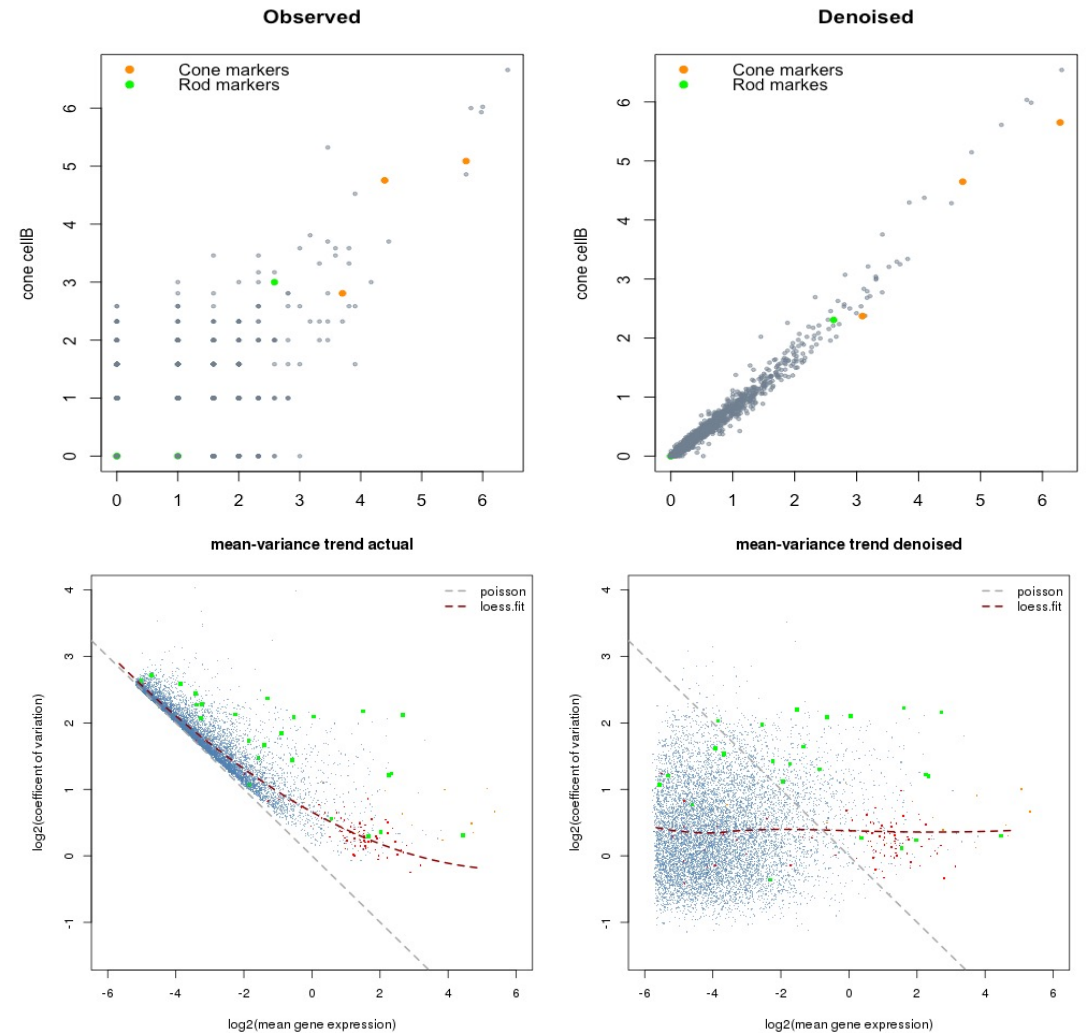 Observed
Denoised
Cone markers
Rod markers
Cone markers
Rod markes
cone cellB
6
5
4
3
2
1
0
0 1 2 3 4 5 6
cone cellB
6
5
4
3
2
1
0
0 1 2 3 4 5 6
mean-variance trend actual
mean-variance trend denoised
poisson
loess.fit
poisson
loess.fit
log2(coefficent of variation)
4
3
2
1
0
-1
-6 -4 -2 0 2 4 6
log2(mean gene expression)
log2(coefficent of variation)
4
3
2
1
0
-1
-6 -4 -2 0 2 4 6
log2(mean gene expression)